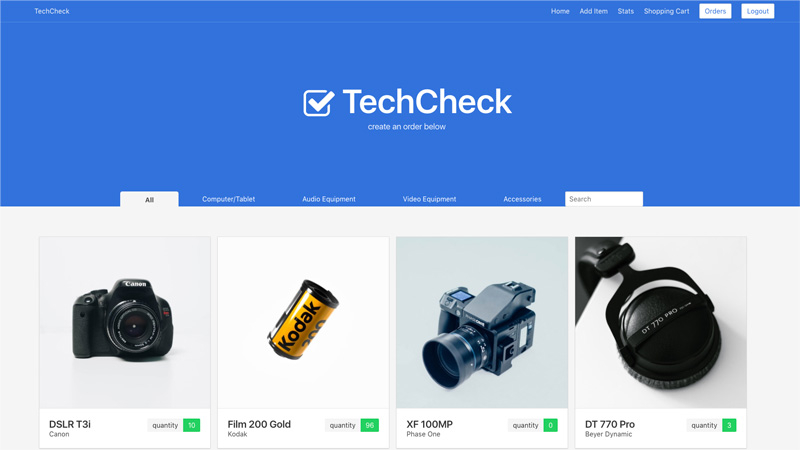 TechCheck
Home Add Item Stats Shopping Cart Orders Logout
TechCheck
create an order below
All Computer/Tablet Audio Equipment Video Equipment Accessories Search
Canon
Kodak
200
DT 770 PRO
DSLR T3i
Canon
quantity 10
Film 200 Gold
Kodak
quantity 96
XF 100MP
Phase One
quantity 0
DT 770 Pro
Beyer Dynamic
quantity 3